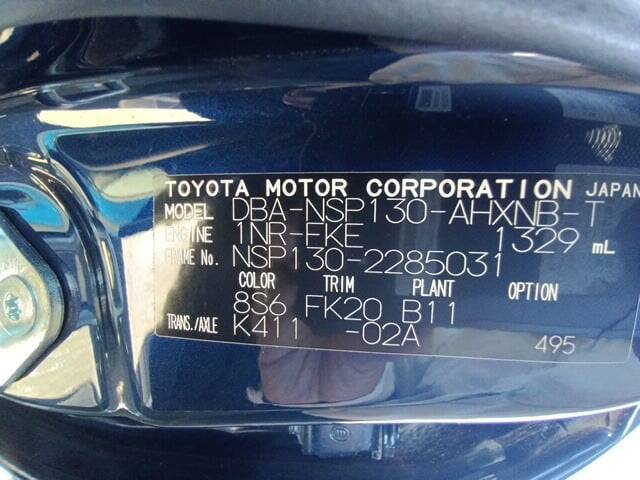 TOYOTA MOTOR CORPORATION JAPAN
MODEL DBA-NSP130-AHXNB-T
ENGINE 1NR-FKE 1329 mL
FRAME No. NSP130-2285031
COLOR TRIM PLANT OPTION
8S6 FK20 B11
TRANS./AXLE K411 -02A
495